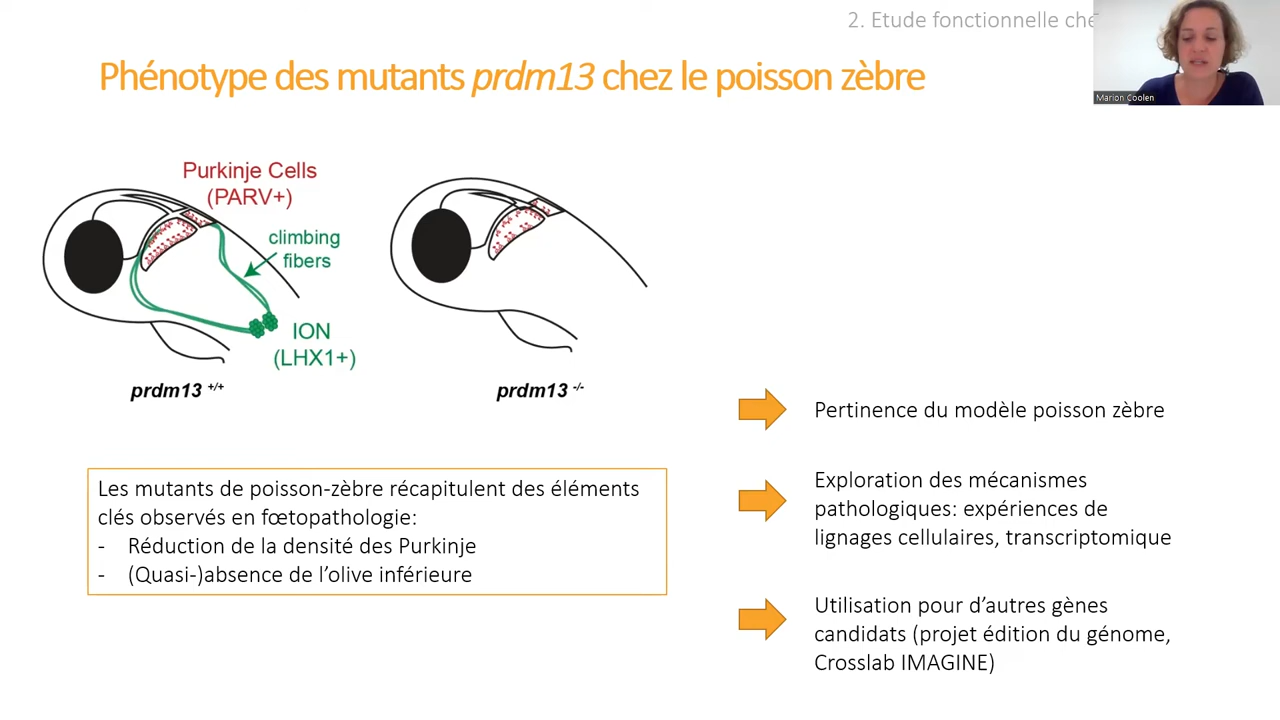 2. Etude fonctionnelle
Marion Coolen
Phénotype des mutants prdm13 chez le poisson zèbre
Purkinje Cells
(PARV+)
climbing
fibers
ION
(LHX1+)
prdm13 +/+
prdm13 -/-
Les mutants de poisson-zèbre récapitulent des éléments
clés observés en fœtopathologie:
- Réduction de la densité des Purkinje
- (Quasi-)absence de l’olive inférieure
Pertinence du modèle poisson zèbre
Exploration des mécanismes
pathologiques: expériences de
lignages cellulaires, transcriptomique
Utilisation pour d’autres gènes
candidats (projet édition du génome,
Crosslab IMAGINE)